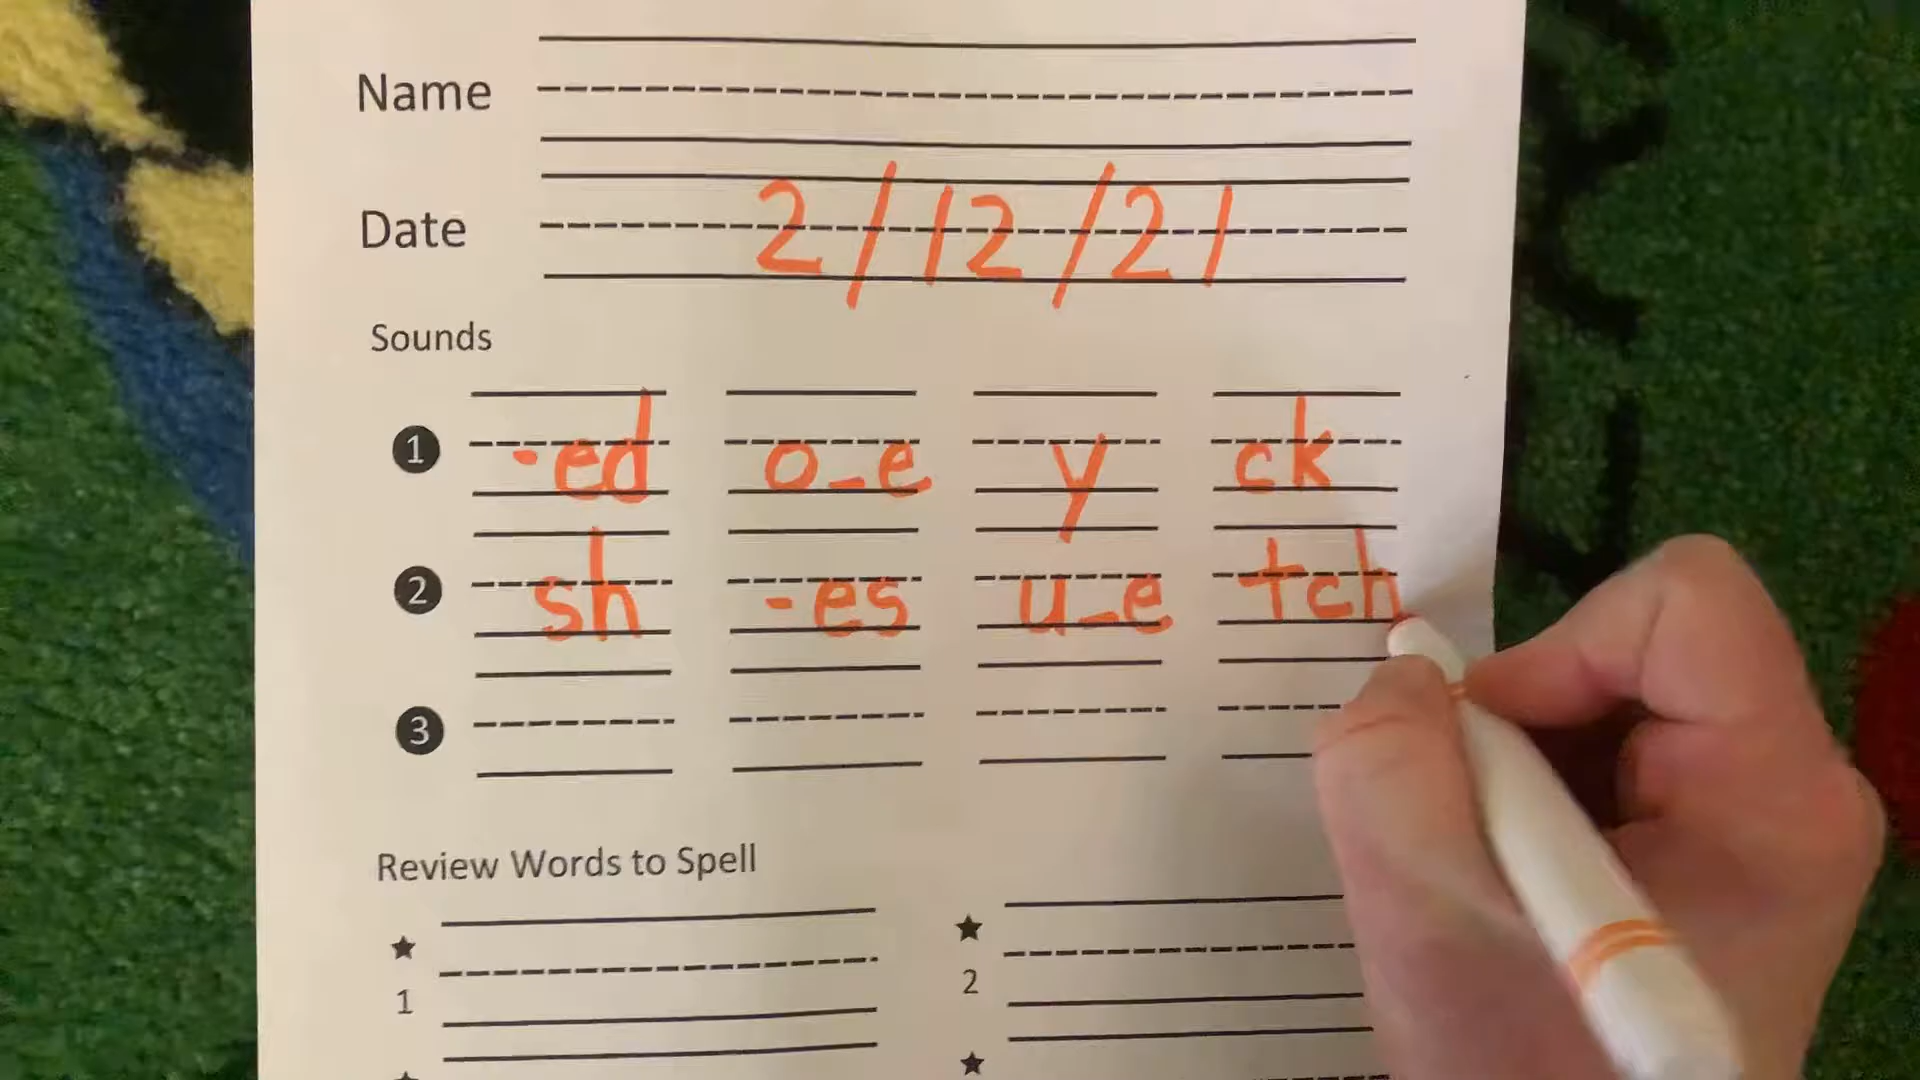 Name
Date 2/12/21
Sounds
1 -ed o_e y ck
2 sh -es u_e tch
3
Review Words to Spell
1 2